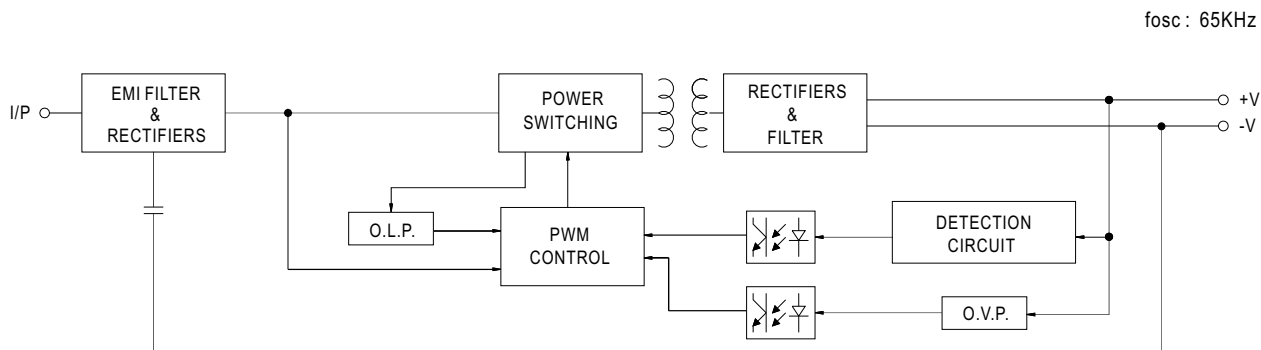 fosc : 65KHz
I/P
EMI FILTER
&
RECTIFIERS
POWER
SWITCHING
RECTIFIERS
&
FILTER
+V
-V
O.L.P.
PWM
CONTROL
DETECTION
CIRCUIT
O.V.P.